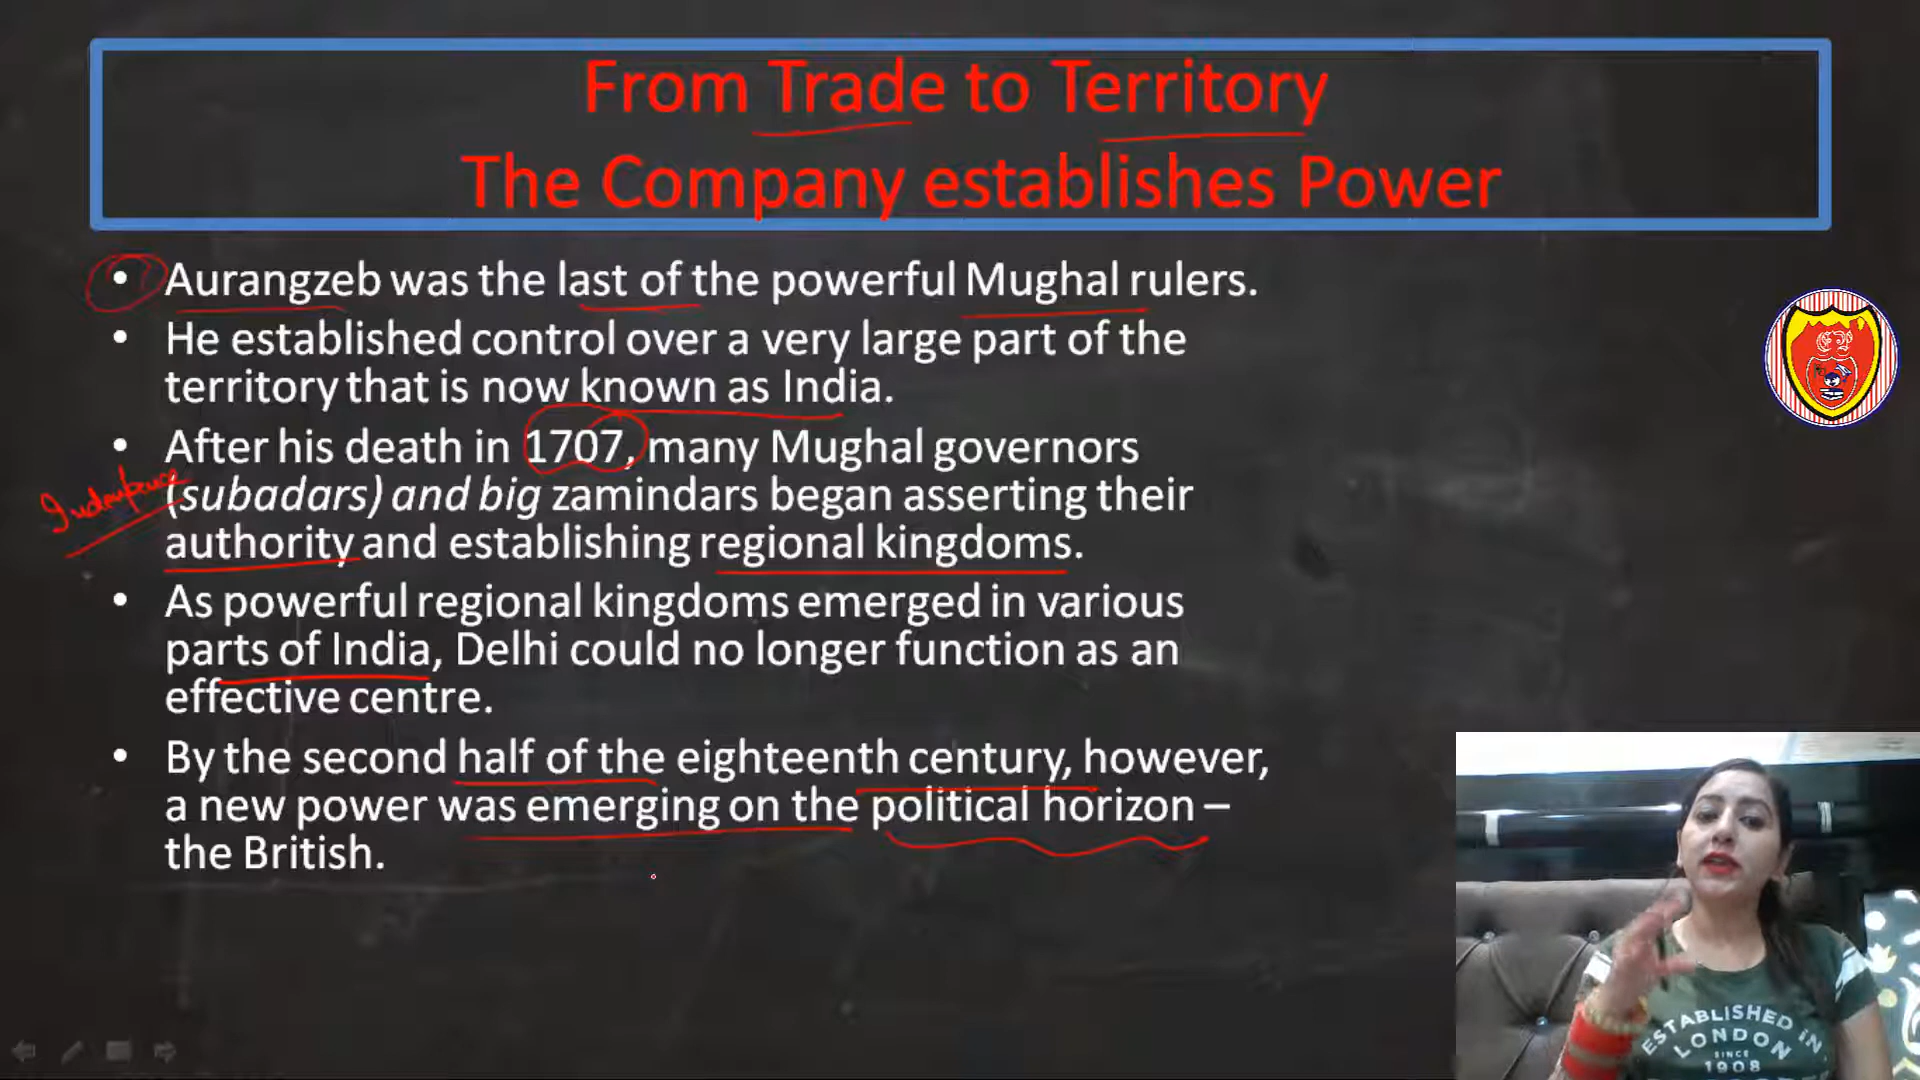 From Trade to Territory
The Company establishes Power
• Aurangzeb was the last of the powerful Mughal rulers.
• He established control over a very large part of the
territory that is now known as India.
• After his death in 1707, many Mughal governors
(subadars) and big zamindars began asserting their
authority and establishing regional kingdoms.
• As powerful regional kingdoms emerged in various
parts of India, Delhi could no longer function as an
effective centre.
• By the second half of the eighteenth century, however,
a new power was emerging on the political horizon –
the British.
ESTABLISHED IN
LONDON
SINCE
1908